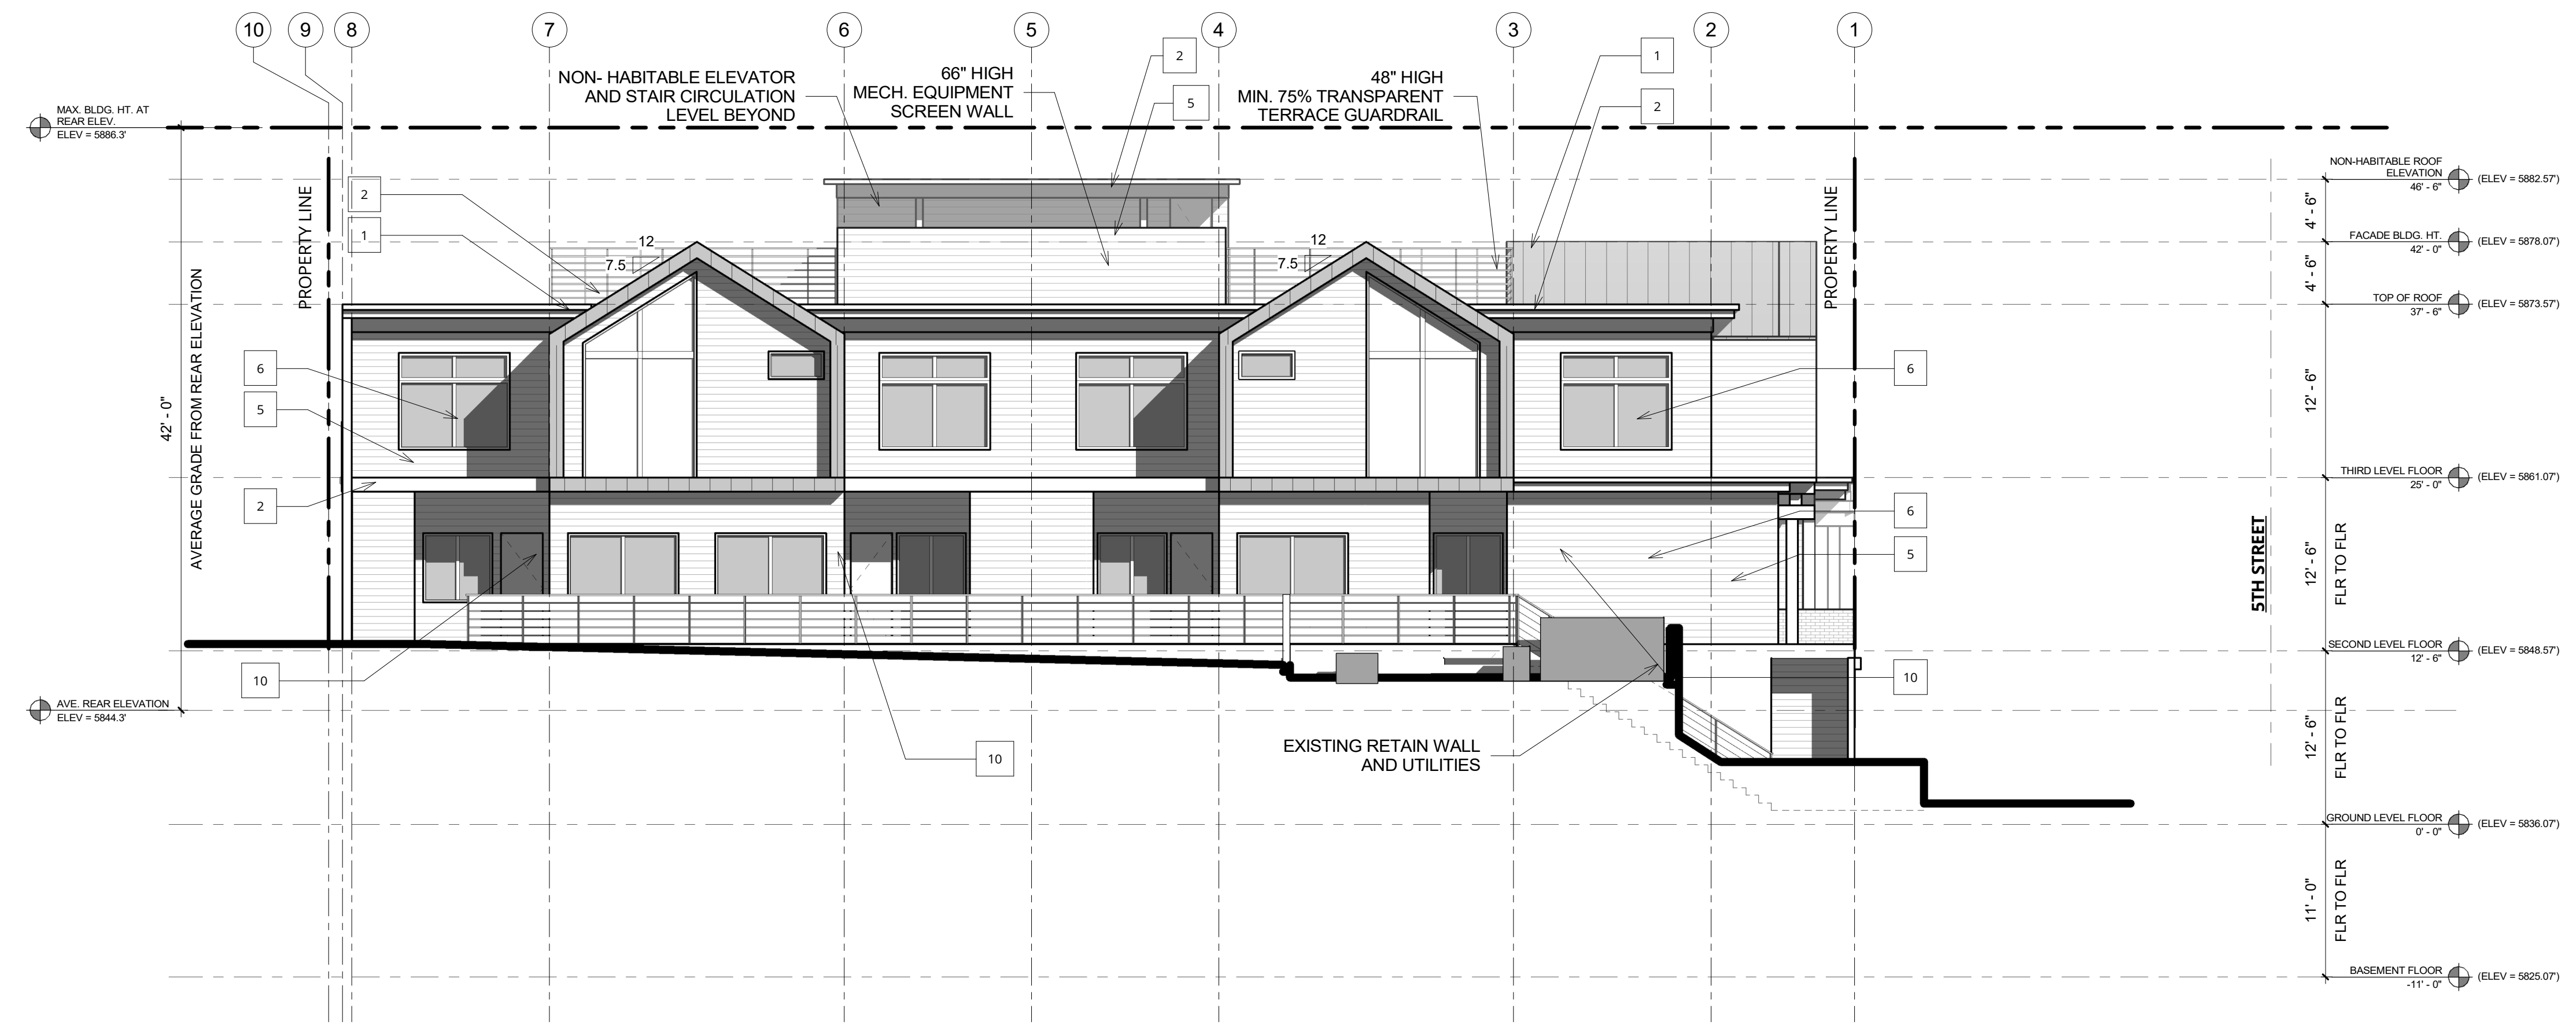 10
9
8
7
6
5
4
3
2
1
NON- HABITABLE ELEVATOR
AND STAIR CIRCULATION
LEVEL BEYOND
66" HIGH
MECH. EQUIPMENT
SCREEN WALL
2
5
48" HIGH
MIN. 75% TRANSPARENT
TERRACE GUARDRAIL
1
2
MAX. BLDG. HT. AT
REAR ELEV.
ELEV = 5886.3'
NON-HABITABLE ROOF
ELEVATION
46' - 6"
(ELEV = 5882.57')
4' - 6"
FACADE BLDG. HT.
42' - 0"
(ELEV = 5878.07')
4' - 6"
TOP OF ROOF
37' - 6"
(ELEV = 5873.57')
PROPERTY LINE
2
1
12
7.5
12
7.5
PROPERTY LINE
42' - 0"
AVERAGE GRADE FROM REAR ELEVATION
6
5
2
6
12' - 6"
THIRD LEVEL FLOOR
25' - 0"
(ELEV = 5861.07')
6
5
5TH STREET
12' - 6"
FLR TO FLR
SECOND LEVEL FLOOR
12' - 6"
(ELEV = 5848.57')
10
10
10
AVE. REAR ELEVATION
ELEV = 5844.3'
EXISTING RETAIN WALL
AND UTILITIES
12' - 6"
FLR TO FLR
GROUND LEVEL FLOOR
0' - 0"
(ELEV = 5836.07')
11' - 0"
FLR TO FLR
BASEMENT FLOOR
-11' - 0"
(ELEV = 5825.07')